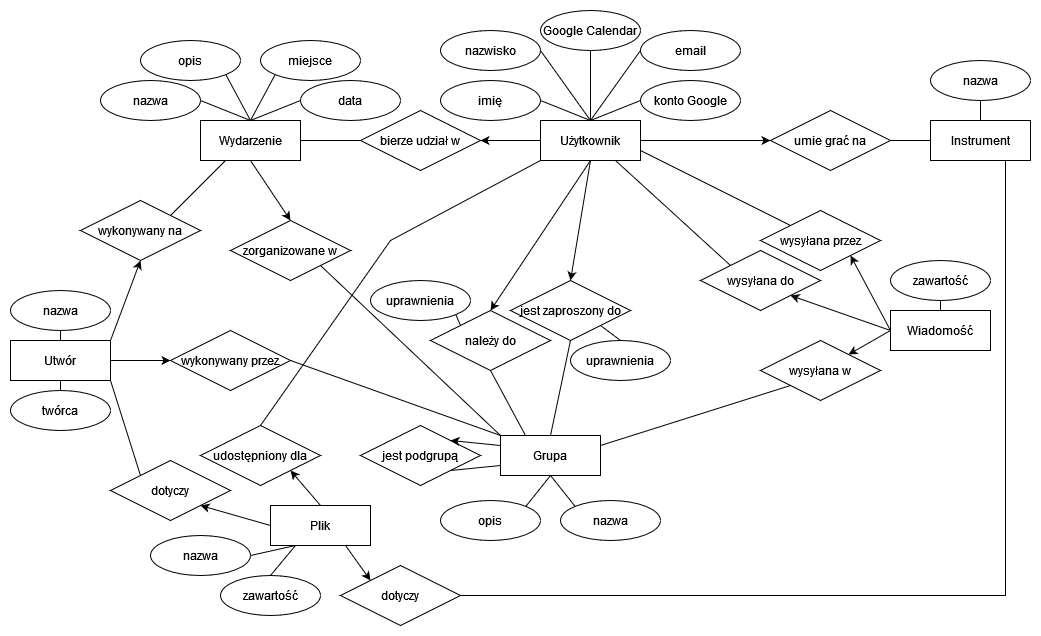 Google Calendar
nazwisko
email
opis
miejsce
nazwa
nazwa
data
imię
konto Google
Wydarzenie
bierze udział w
Użytkownik
umie grać na
Instrument
wykonywany na
zorganizowane w
wysyłana przez
wysyłana do
zawartość
uprawnienia
nazwa
jest zaproszony do
Wiadomość
należy do
Utwór
wykonywany przez
uprawnienia
wysyłana w
twórca
udostępniony dla
jest podgrupą
Grupa
dotyczy
opis
nazwa
Plik
nazwa
zawartość
dotyczy